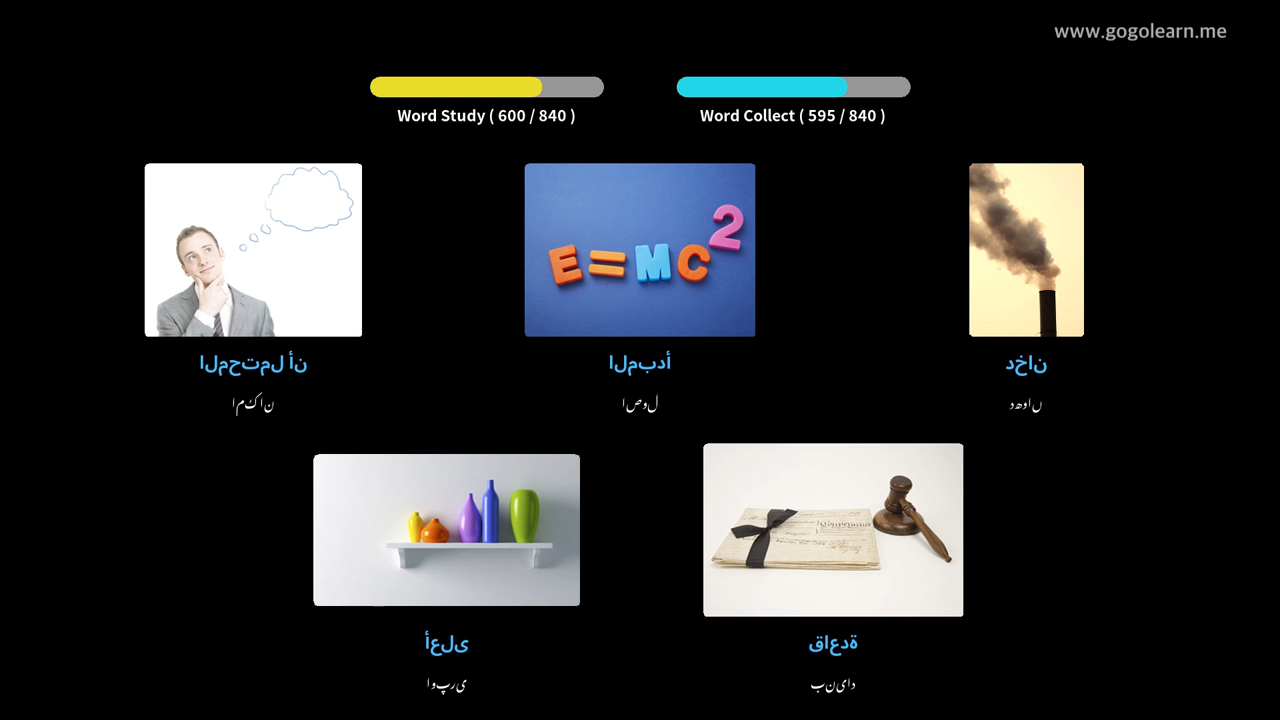 www.gogolearn.me
Word Study ( 600 / 840 )
Word Collect ( 595 / 840 )
المحتمل أن
امکان
المبدأ
اصول
دخان
دھواں
أعلى
اوپری
قاعدة
بنیاد